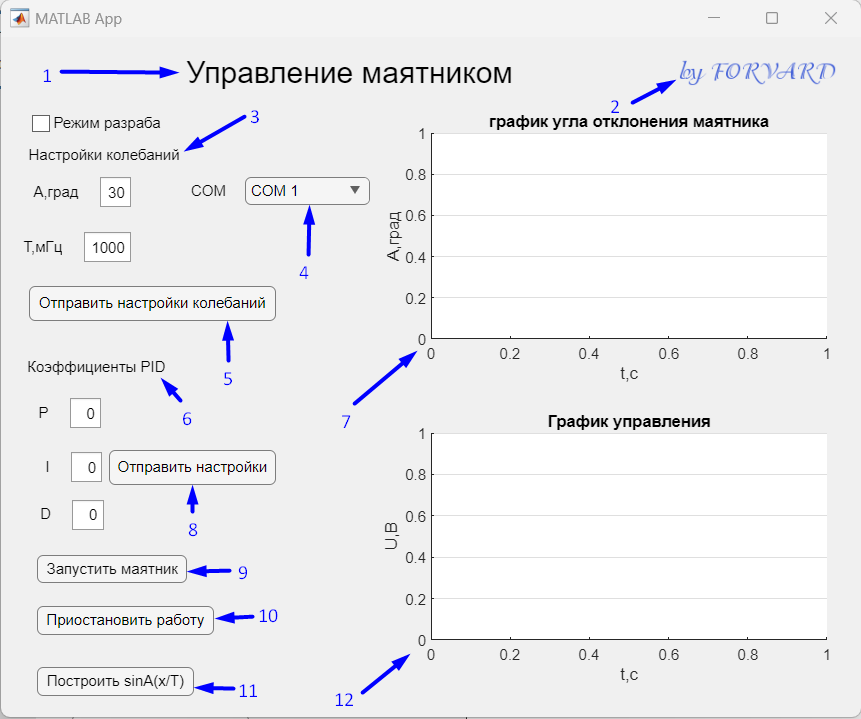 MATLAB App
1 Управление маятником
by FORVARD
2
Режим разраба
3
Настройки колебаний
А,град 30
COM COM 1
4
Т,мГц 1000
Отправить настройки колебаний
5
Коэффициенты PID
6
P 0
I 0 Отправить настройки
8
D 0
Запустить маятник 9
Приостановить работу 10
Построить sinA(x/T) 11
график угла отклонения маятника
1
0.8
0.6
0.4
0.2
0
А,град
0 0.2 0.4 0.6 0.8 1
t,c
7
График управления
1
0.8
0.6
0.4
0.2
0
U,В
0 0.2 0.4 0.6 0.8 1
t,c
12